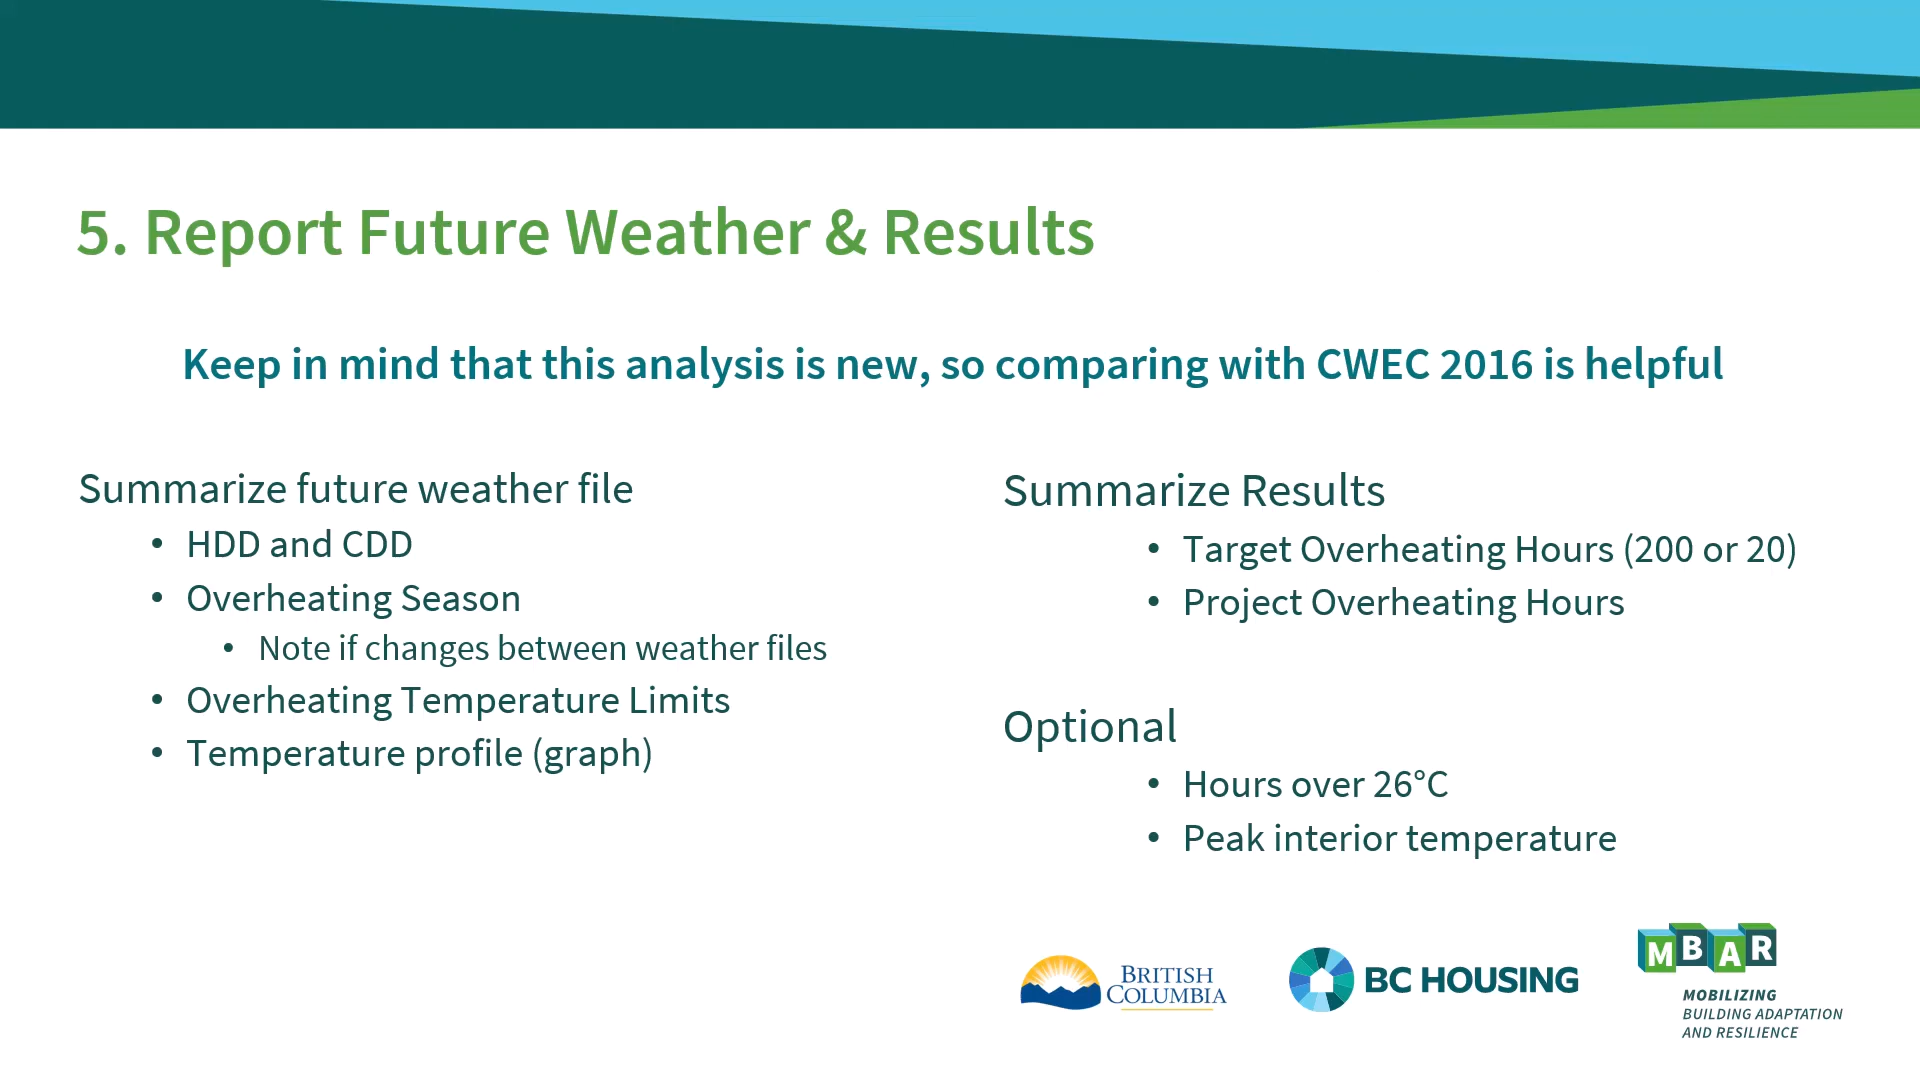 5. Report Future Weather & Results
Keep in mind that this analysis is new, so comparing with CWEC 2016 is helpful
Summarize future weather file
• HDD and CDD
• Overheating Season
• Note if changes between weather files
• Overheating Temperature Limits
• Temperature profile (graph)
Summarize Results
• Target Overheating Hours (200 or 20)
• Project Overheating Hours
Optional
• Hours over 26°C
• Peak interior temperature
BRITISH
COLUMBIA
BC HOUSING
MBAR
MOBILIZING
BUILDING ADAPTATION
AND RESILIENCE